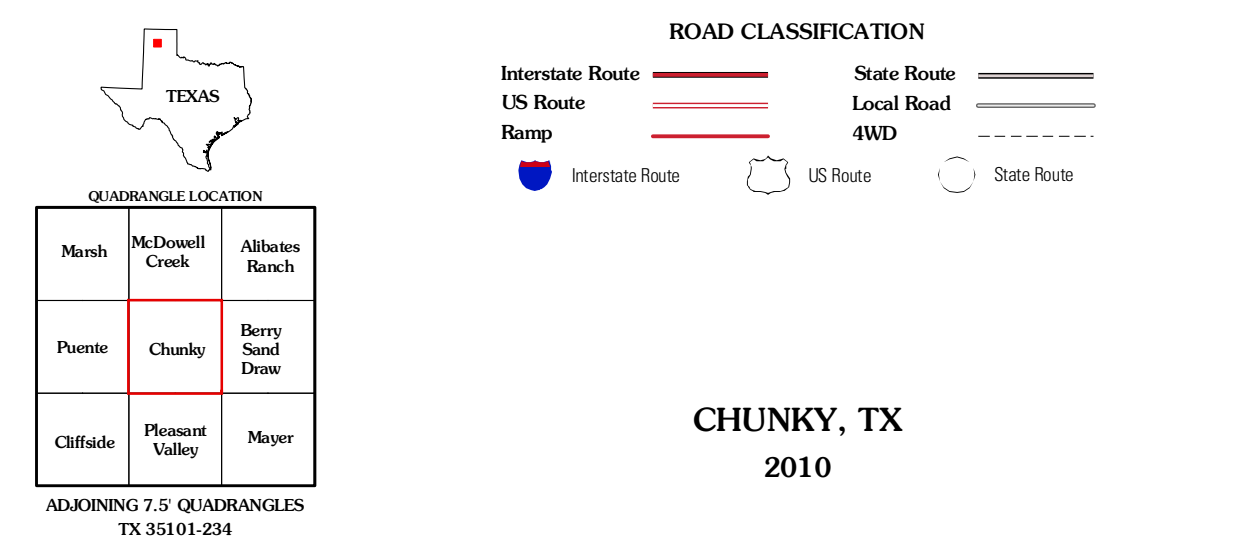 TEXAS
QUADRANGLE LOCATION
Marsh
McDowell
Creek
Alibates
Ranch
Puente
Chunky
Berry
Sand
Draw
Cliffside
Pleasant
Valley
Mayer
ADJOINING 7.5' QUADRANGLES
TX 35101-234
ROAD CLASSIFICATION
Interstate Route
State Route
US Route
Local Road
Ramp
4WD
Interstate Route
US Route
State Route
CHUNKY, TX
2010